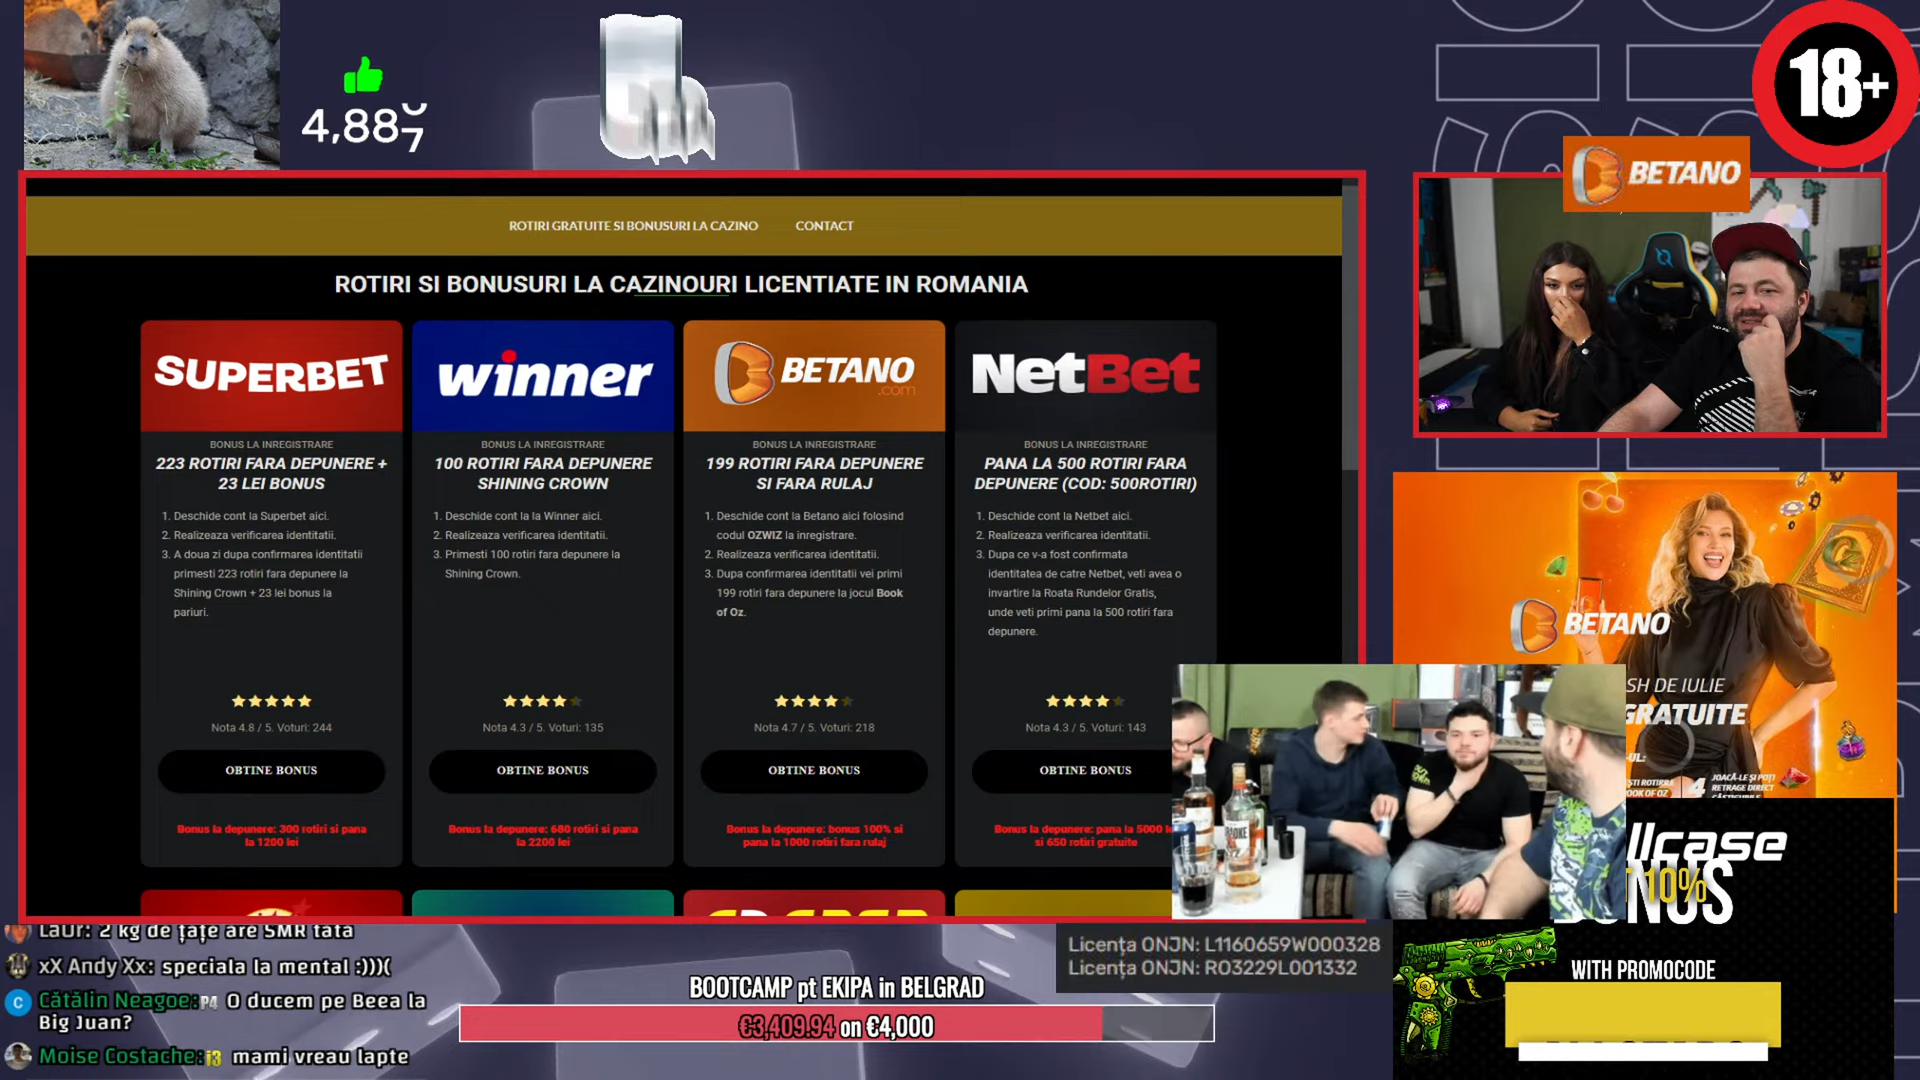 4,887
18+
BETANO
ROTIRI GRATUITE SI BONUSURI LA CAZINO
CONTACT
ROTIRI SI BONUSURI LA CAZINOURI LICENTIATE IN ROMANIA
SUPERBET
BONUS LA INREGISTRARE
223 ROTIRI FARA DEPUNERE +
23 LEI BONUS
1. Deschide cont la Superbet aici.
2. Realizeaza verificarea identitatii.
3. A doua zi dupa confirmarea identitatii
primesti 223 rotiri fara depunere la
Shining Crown + 23 lei bonus la
pariuri.
Nota 4.8 / 5. Voturi: 244
OBTINE BONUS
Bonus la depunere: 300 rotiri si pana
la 1200 lei
winner
BONUS LA INREGISTRARE
100 ROTIRI FARA DEPUNERE
SHINING CROWN
1. Deschide cont la la Winner aici.
2. Realizeaza verificarea identitatii.
3. Primesti 100 rotiri fara depunere la
Shining Crown.
Nota 4.3 / 5. Voturi: 135
OBTINE BONUS
Bonus la depunere: 680 rotiri si pana
la 2200 lei
BETANO
.com
BONUS LA INREGISTRARE
199 ROTIRI FARA DEPUNERE
SI FARA RULAJ
1. Deschide cont la Betano aici folosind
codul OZWIZ la inregistrare.
2. Realizeaza verificarea identitatii.
3. Dupa confirmarea identitatii vei primi
199 rotiri fara depunere la jocul Book
of Oz.
Nota 4.7 / 5. Voturi: 218
OBTINE BONUS
Bonus la depunere: bonus 100% si
pana la 1000 rotiri fara rulaj
NetBet
BONUS LA INREGISTRARE
PANA LA 500 ROTIRI FARA
DEPUNERE (COD: 500ROTIRI)
1. Deschide cont la Netbet aici.
2. Realizeaza verificarea identitatii.
3. Dupa ce v-a fost confirmata
identitatea de catre Netbet, veti avea o
invartire la Roata Rundelor Gratis,
unde veti primi pana la 500 rotiri fara
depunere.
Nota 4.3 / 5. Voturi: 143
OBTINE BONUS
Bonus la depunere: pana la 5000
si 650 rotiri gratuite
BETANO
SH DE IULIE
GRATUITE
JOACĂ-LE ȘI POȚI
RETRAGE DIRECT
llcase
BONUS
10%
WITH PROMOCODE
LaUr: 2 kg de țațe are SMR tata
xX Andy Xx: speciala la mental :)))(
Cătălin Neagoe: P4 O ducem pe Beea la
Big Juan?
Moise Costache: i3 mami vreau lapte
BOOTCAMP pt EKIPA in BELGRAD
€3,409.94 on €4,000
Licența ONJN: L1160659W000328
Licența ONJN: RO3229L001332